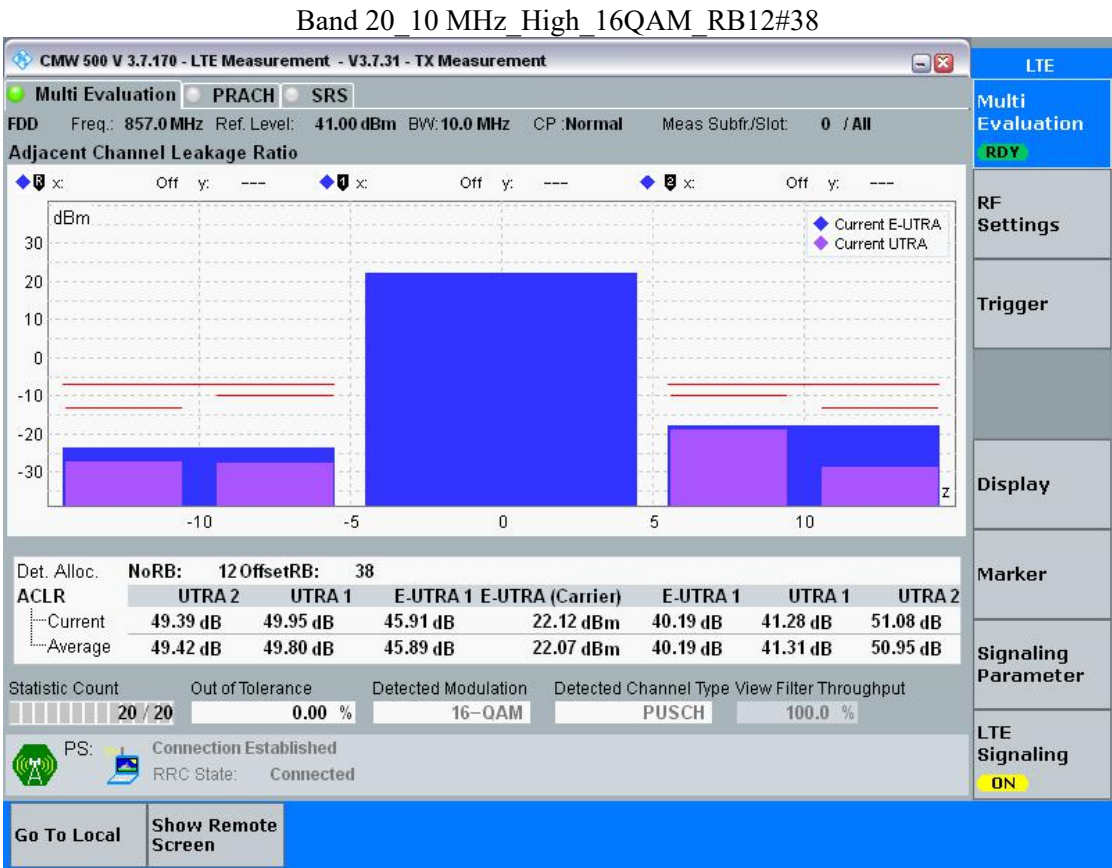 Band 20_10 MHz_High_16QAM_RB12#38
CMW 500 V 3.7.170 - LTE Measurement - V3.7.31 - TX Measurement
LTE
Multi Evaluation PRACH SRS
Multi Evaluation RDY
FDD Freq.: 857.0 MHz Ref. Level: 41.00 dBm BW: 10.0 MHz CP :Normal Meas Subfr./Slot: 0 / All
Adjacent Channel Leakage Ratio
R x: Off y: --- 1 x: Off y: --- 2 x: Off y: ---
RF Settings
dBm
Current E-UTRA
Current UTRA
30
20
10
0
-10
-20
-30
z
-10 -5 0 5 10
Trigger
Display
Marker
Det. Alloc. NoRB: 12 OffsetRB: 38
ACLR UTRA 2 UTRA 1 E-UTRA 1 E-UTRA (Carrier) E-UTRA 1 UTRA 1 UTRA 2
Current 49.39 dB 49.95 dB 45.91 dB 22.12 dBm 40.19 dB 41.28 dB 51.08 dB
Average 49.42 dB 49.80 dB 45.89 dB 22.07 dBm 40.19 dB 41.31 dB 50.95 dB
Signaling Parameter
Statistic Count Out of Tolerance Detected Modulation Detected Channel Type View Filter Throughput
20 / 20 0.00 % 16-QAM PUSCH 100.0 %
PS: Connection Established
RRC State: Connected
LTE Signaling ON
Go To Local
Show Remote Screen